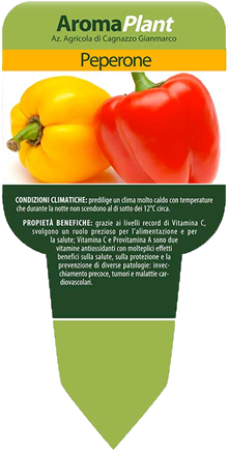 AromaPlant
Az. Agricola di Cagnazzo Gianmarco
Peperone
CONDIZIONI CLIMATICHE: predilige un clima molto caldo con temperature
che durante la notte non scendono al di sotto dei 12°C circa.
PROPIETÀ BENEFICHE: grazie ai livelli record di Vitamina C,
svolgono un ruolo prezioso per l'alimentazione e per
la salute; Vitamina C e Provitamina A sono due
vitamine antiossidanti con molteplici effetti
benefici sulla salute, sulla protezione e la
prevenzione di diverse patologie: invec-
chiamento precoce, tumori e malattie car-
diovascolari.